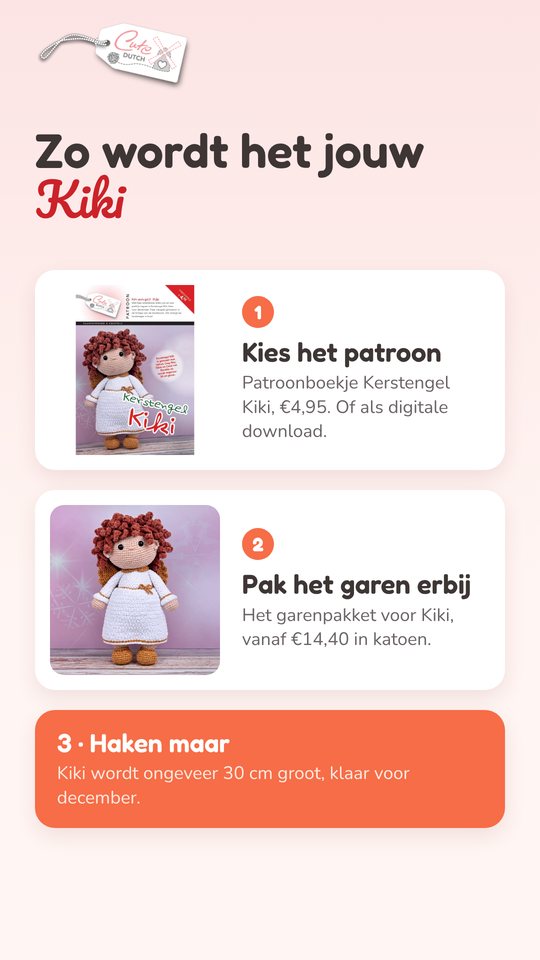 Cute
DUTCH
Zo wordt het jouw
Kiki
PATROON
Kerstengel
Kiki
1
Kies het patroon
Patroonboekje Kerstengel
Kiki, €4,95. Of als digitale
download.
2
Pak het garen erbij
Het garenpakket voor Kiki,
vanaf €14,40 in katoen.
3 · Haken maar
Kiki wordt ongeveer 30 cm groot, klaar voor
december.